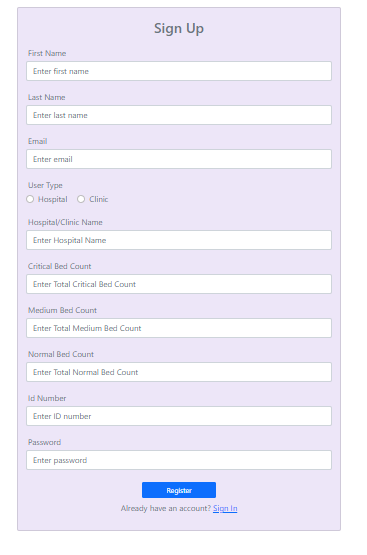 Sign Up
First Name
Enter first name
Last Name
Enter last name
Email
Enter email
User Type
Hospital Clinic
Hospital/Clinic Name
Enter Hospital Name
Critical Bed Count
Enter Total Critical Bed Count
Medium Bed Count
Enter Total Medium Bed Count
Normal Bed Count
Enter Total Normal Bed Count
Id Number
Enter ID number
Password
Enter password
Register
Already have an account? Sign In